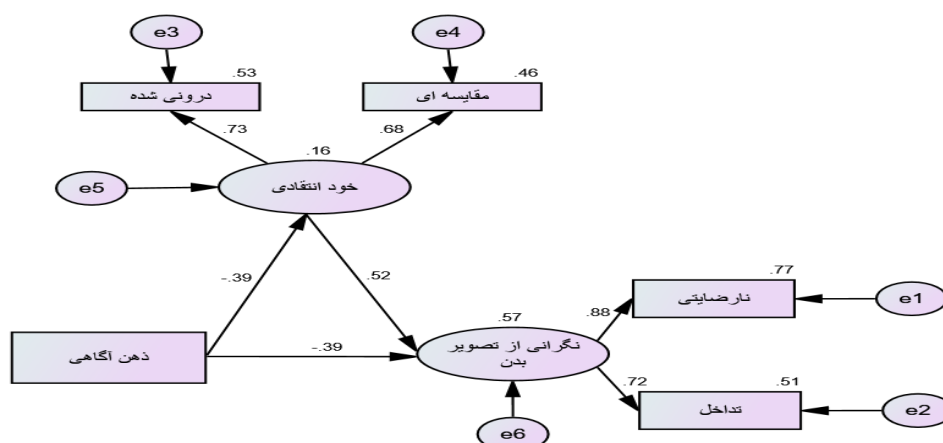 e3
e4
.53
.46
درونی شده
مقایسه ای
.73
.68
.16
e5
خود انتقادی
-.39
.52
.77
نارضایتی
e1
.57
.88
ذهن آگاهی
-.39
نگرانی از تصویر
بدن
.72
.51
تداخل
e2
e6